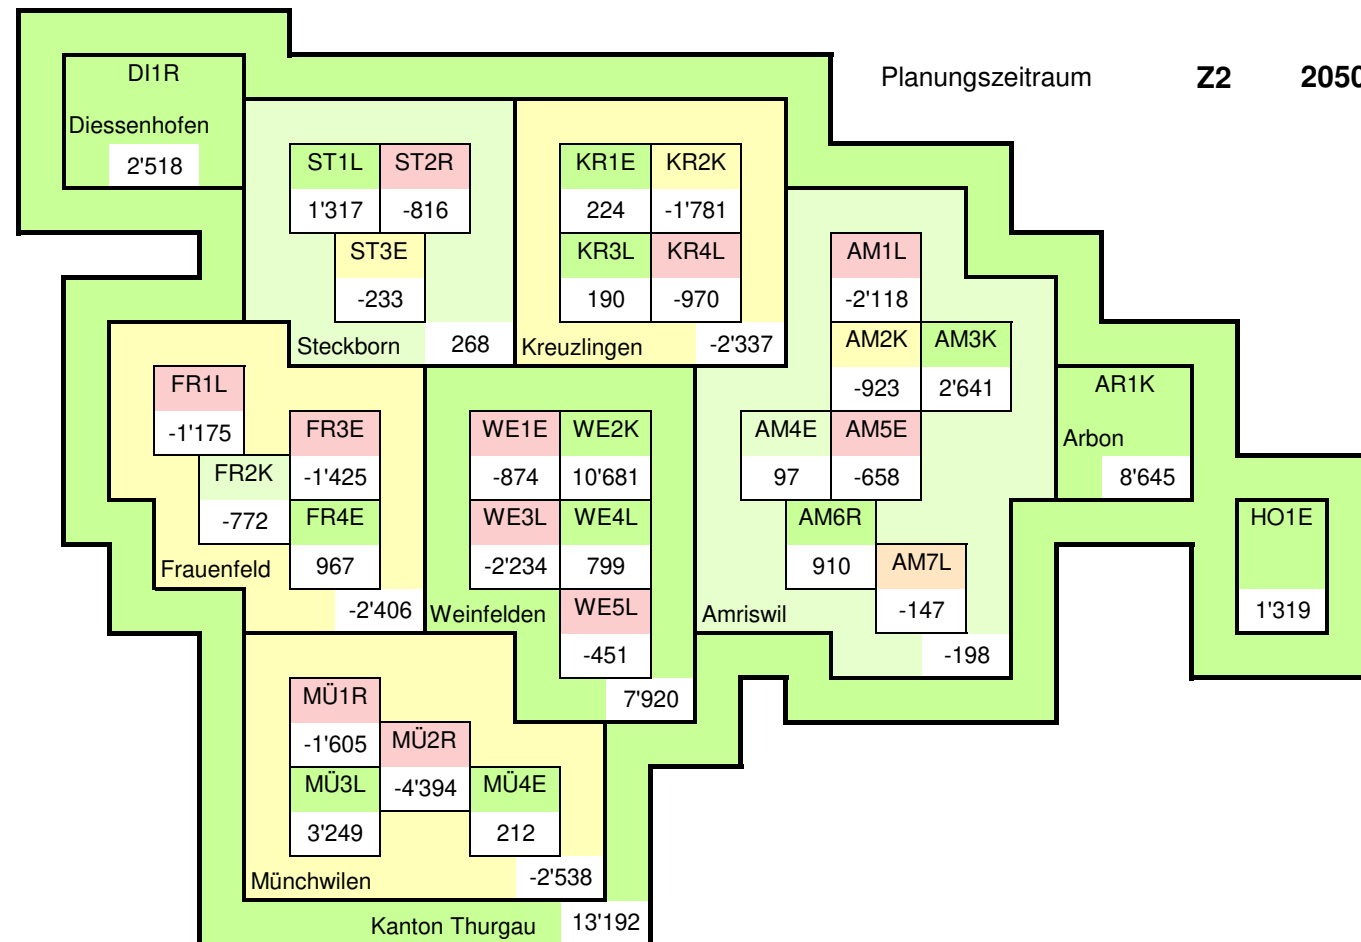 Planungszeitraum Z2 2050
DI1R
Diessenhofen
2'518
ST1L ST2R
1'317 -816
ST3E
-233
Steckborn 268
KR1E KR2K
224 -1'781
KR3L KR4L
190 -970
Kreuzlingen -2'337
AM1L
-2'118
AM2K AM3K
-923 2'641
AM4E AM5E
97 -658
AM6R
910
AM7L
-147
Amriswil
-198
AR1K
Arbon
8'645
HO1E
1'319
FR1L
-1'175
FR3E
-1'425
FR2K
-772
FR4E
967
Frauenfeld
-2'406
WE1E WE2K
-874 10'681
WE3L WE4L
-2'234 799
WE5L
-451
Weinfelden
7'920
MÜ1R
-1'605
MÜ2R
-4'394
MÜ3L MÜ4E
3'249 212
Münchwilen
-2'538
Kanton Thurgau 13'192